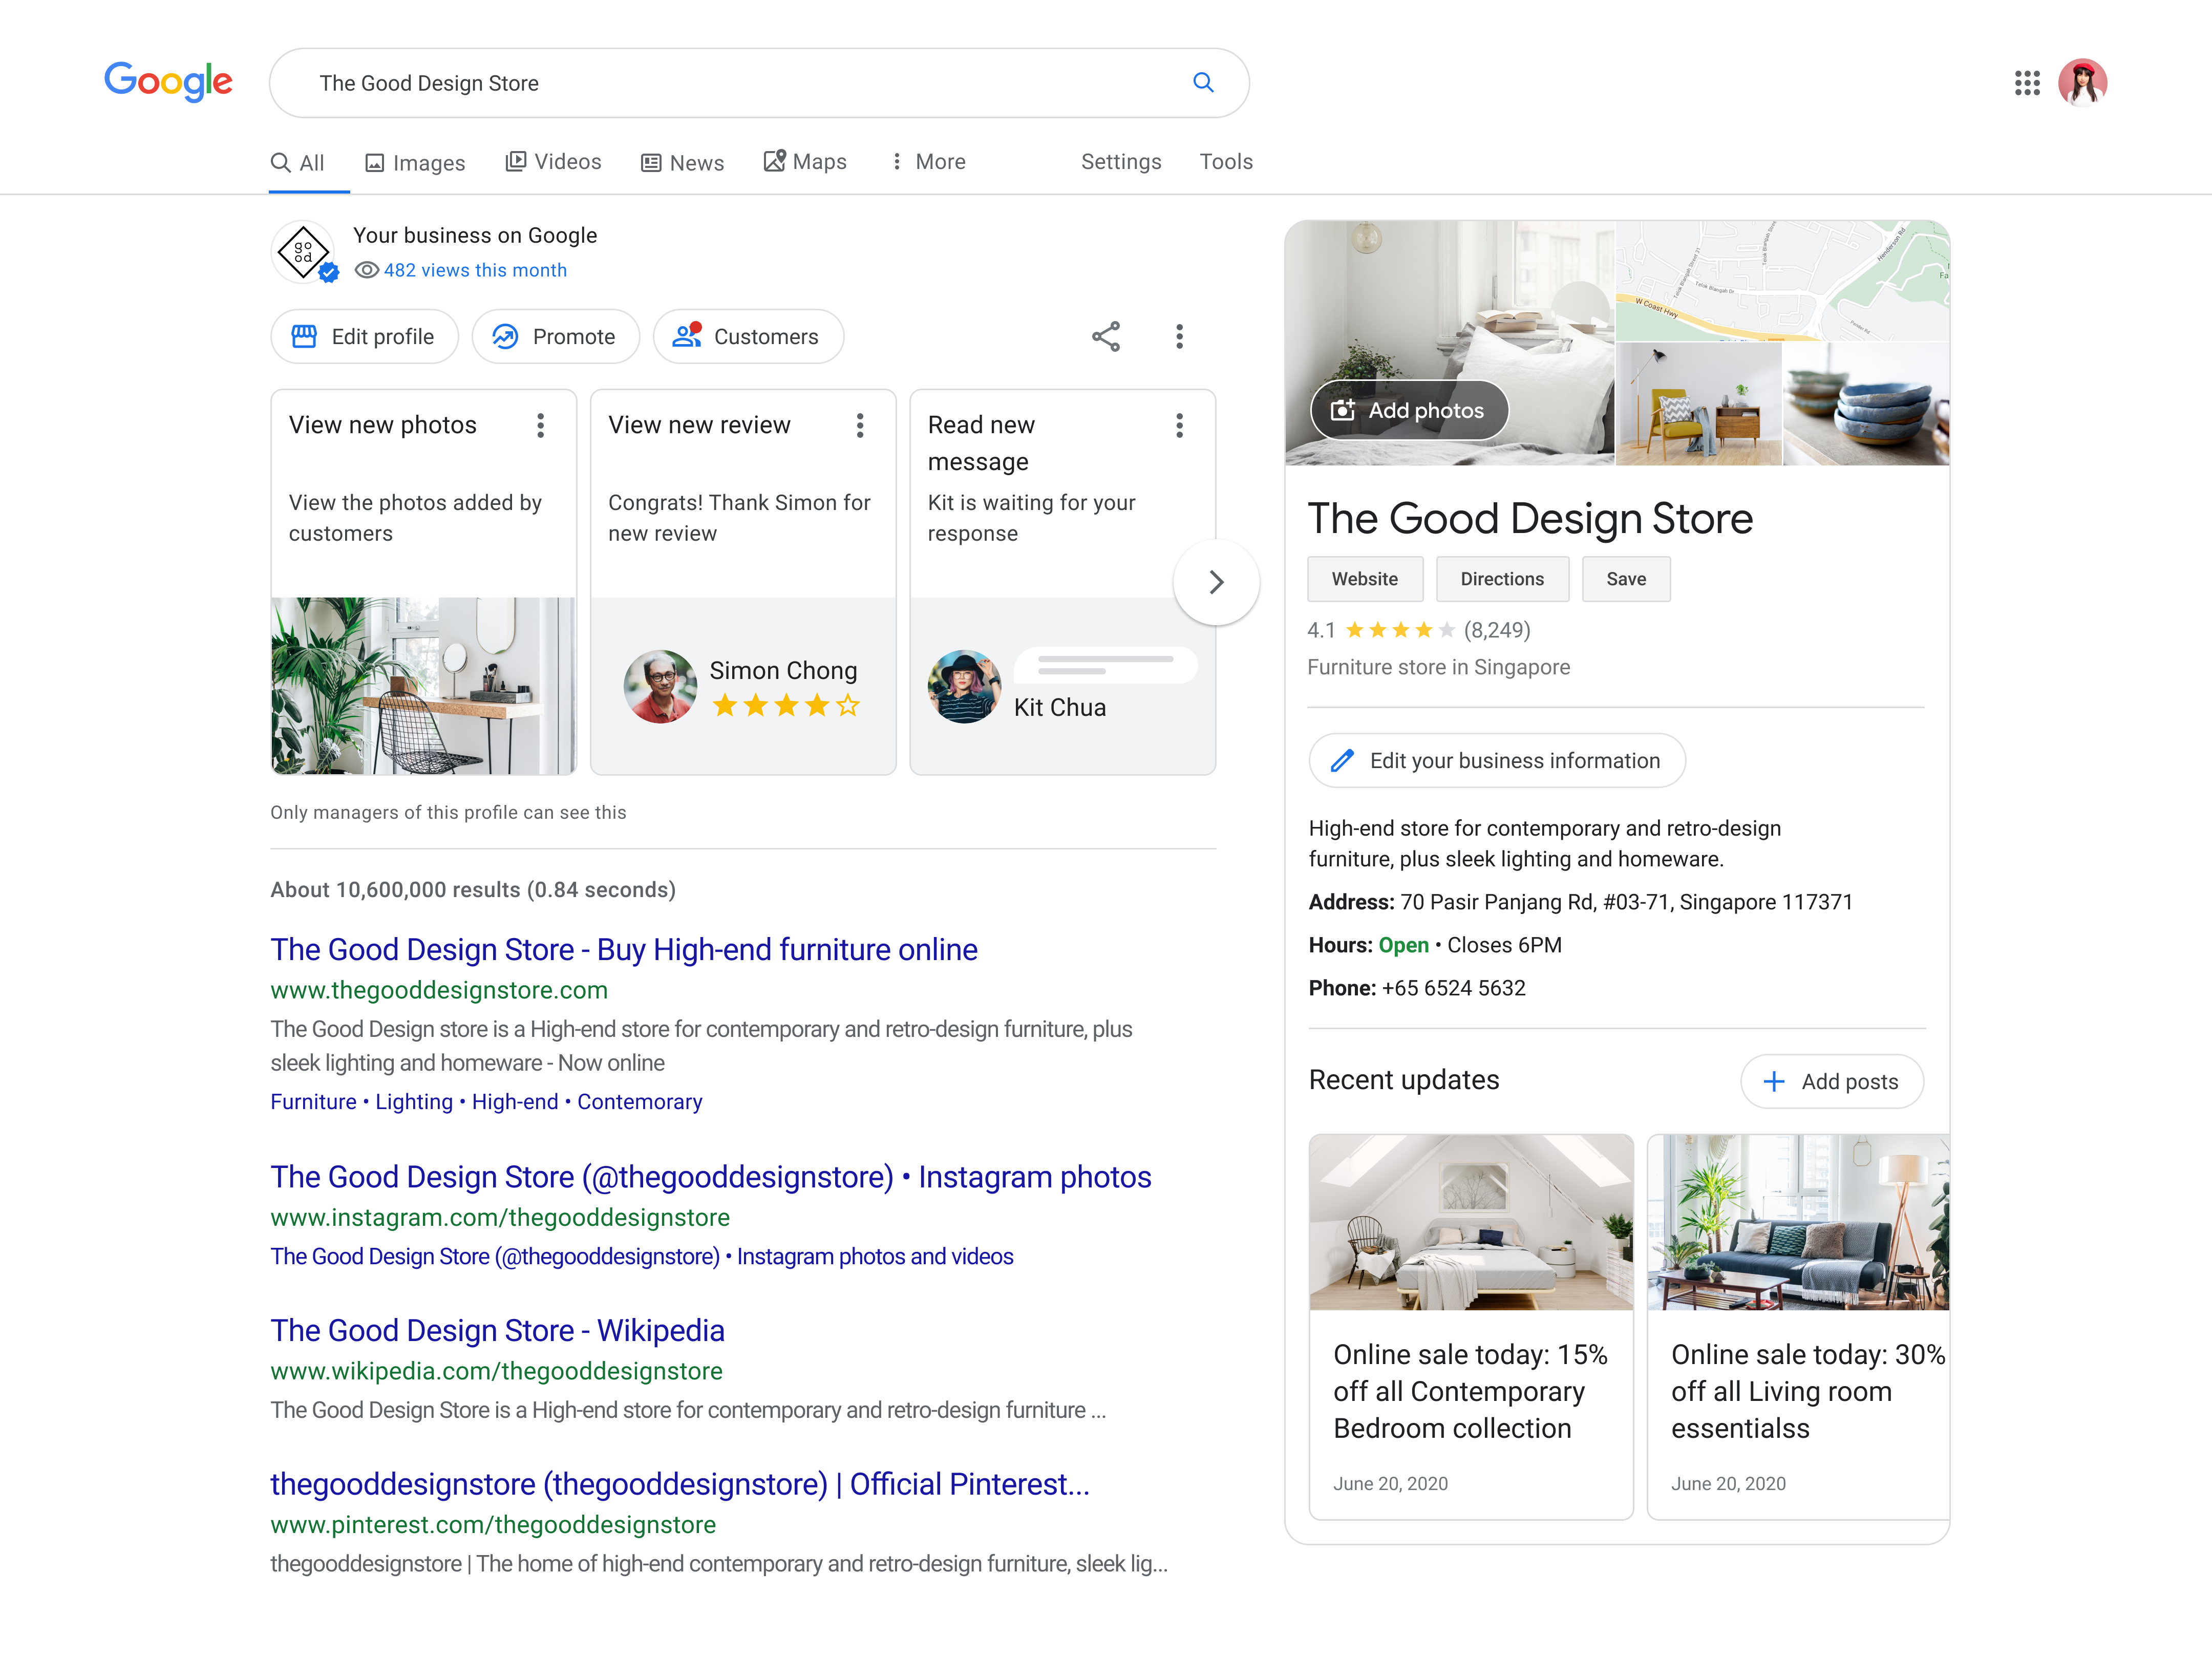 Google
The Good Design Store
All
Images
Videos
News
Maps
More
Settings
Tools
go
od
Your business on Google
482 views this month
Edit profile
Promote
Customers
View new photos
View the photos added by
customers
View new review
Congrats! Thank Simon for
new review
Simon Chong
Read new
message
Kit is waiting for your
response
Kit Chua
Only managers of this profile can see this
About 10,600,000 results (0.84 seconds)
The Good Design Store - Buy High-end furniture online
www.thegooddesignstore.com
The Good Design store is a High-end store for contemporary and retro-design furniture, plus
sleek lighting and homeware - Now online
Furniture • Lighting • High-end • Contemorary
The Good Design Store (@thegooddesignstore) • Instagram photos
www.instagram.com/thegooddesignstore
The Good Design Store (@thegooddesignstore) • Instagram photos and videos
The Good Design Store - Wikipedia
www.wikipedia.com/thegooddesignstore
The Good Design Store is a High-end store for contemporary and retro-design furniture ...
thegooddesignstore (thegooddesignstore) | Official Pinterest...
www.pinterest.com/thegooddesignstore
thegooddesignstore | The home of high-end contemporary and retro-design furniture, sleek lig...
Henderson Rd
Telok Blangah Street 31
Telok Blangah Dr
W Coast Hwy
Add photos
The Good Design Store
Website
Directions
Save
4.1 (8,249)
Furniture store in Singapore
Edit your business information
High-end store for contemporary and retro-design
furniture, plus sleek lighting and homeware.
Address: 70 Pasir Panjang Rd, #03-71, Singapore 117371
Hours: Open • Closes 6PM
Phone: +65 6524 5632
Recent updates
Add posts
Online sale today: 15%
off all Contemporary
Bedroom collection
June 20, 2020
Online sale today: 30%
off all Living room
essentialss
June 20, 2020